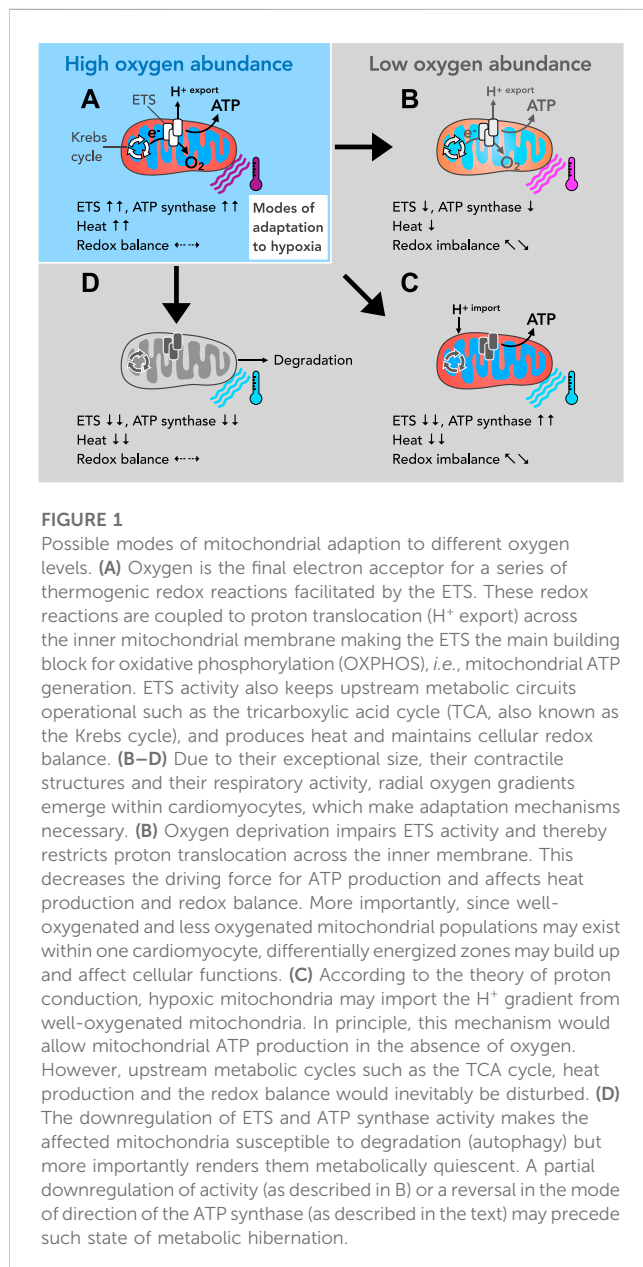 High oxygen abundance
Low oxygen abundance
A
ETS
H+ export
ATP
Krebs
cycle
e-
O2
ETS ↑↑, ATP synthase ↑↑
Heat ↑↑
Redox balance ⇠⇢
Modes of
adaptation
to hypoxia
B
H+ export
ATP
e-
O2
ETS ↓, ATP synthase ↓
Heat ↓
Redox imbalance ↖↘
D
Degradation
ETS ↓↓, ATP synthase ↓↓
Heat ↓↓
Redox balance ⇠⇢
C
H+ import
ATP
ETS ↓↓, ATP synthase ↑↑
Heat ↓↓
Redox imbalance ↖↘
FIGURE 1
Possible modes of mitochondrial adaption to different oxygen
levels. (A) Oxygen is the final electron acceptor for a series of
thermogenic redox reactions facilitated by the ETS. These redox
reactions are coupled to proton translocation (H+ export) across
the inner mitochondrial membrane making the ETS the main building
block for oxidative phosphorylation (OXPHOS), i.e., mitochondrial ATP
generation. ETS activity also keeps upstream metabolic circuits
operational such as the tricarboxylic acid cycle (TCA, also known as
the Krebs cycle), and produces heat and maintains cellular redox
balance. (B–D) Due to their exceptional size, their contractile
structures and their respiratory activity, radial oxygen gradients
emerge within cardiomyocytes, which make adaptation mechanisms
necessary. (B) Oxygen deprivation impairs ETS activity and thereby
restricts proton translocation across the inner membrane. This
decreases the driving force for ATP production and affects heat
production and redox balance. More importantly, since well-
oxygenated and less oxygenated mitochondrial populations may exist
within one cardiomyocyte, differentially energized zones may build up
and affect cellular functions. (C) According to the theory of proton
conduction, hypoxic mitochondria may import the H+ gradient from
well-oxygenated mitochondria. In principle, this mechanism would
allow mitochondrial ATP production in the absence of oxygen.
However, upstream metabolic cycles such as the TCA cycle, heat
production and the redox balance would inevitably be disturbed. (D)
The downregulation of ETS and ATP synthase activity makes the
affected mitochondria susceptible to degradation (autophagy) but
more importantly renders them metabolically quiescent. A partial
downregulation of activity (as described in B) or a reversal in the mode
of direction of the ATP synthase (as described in the text) may precede
such state of metabolic hibernation.